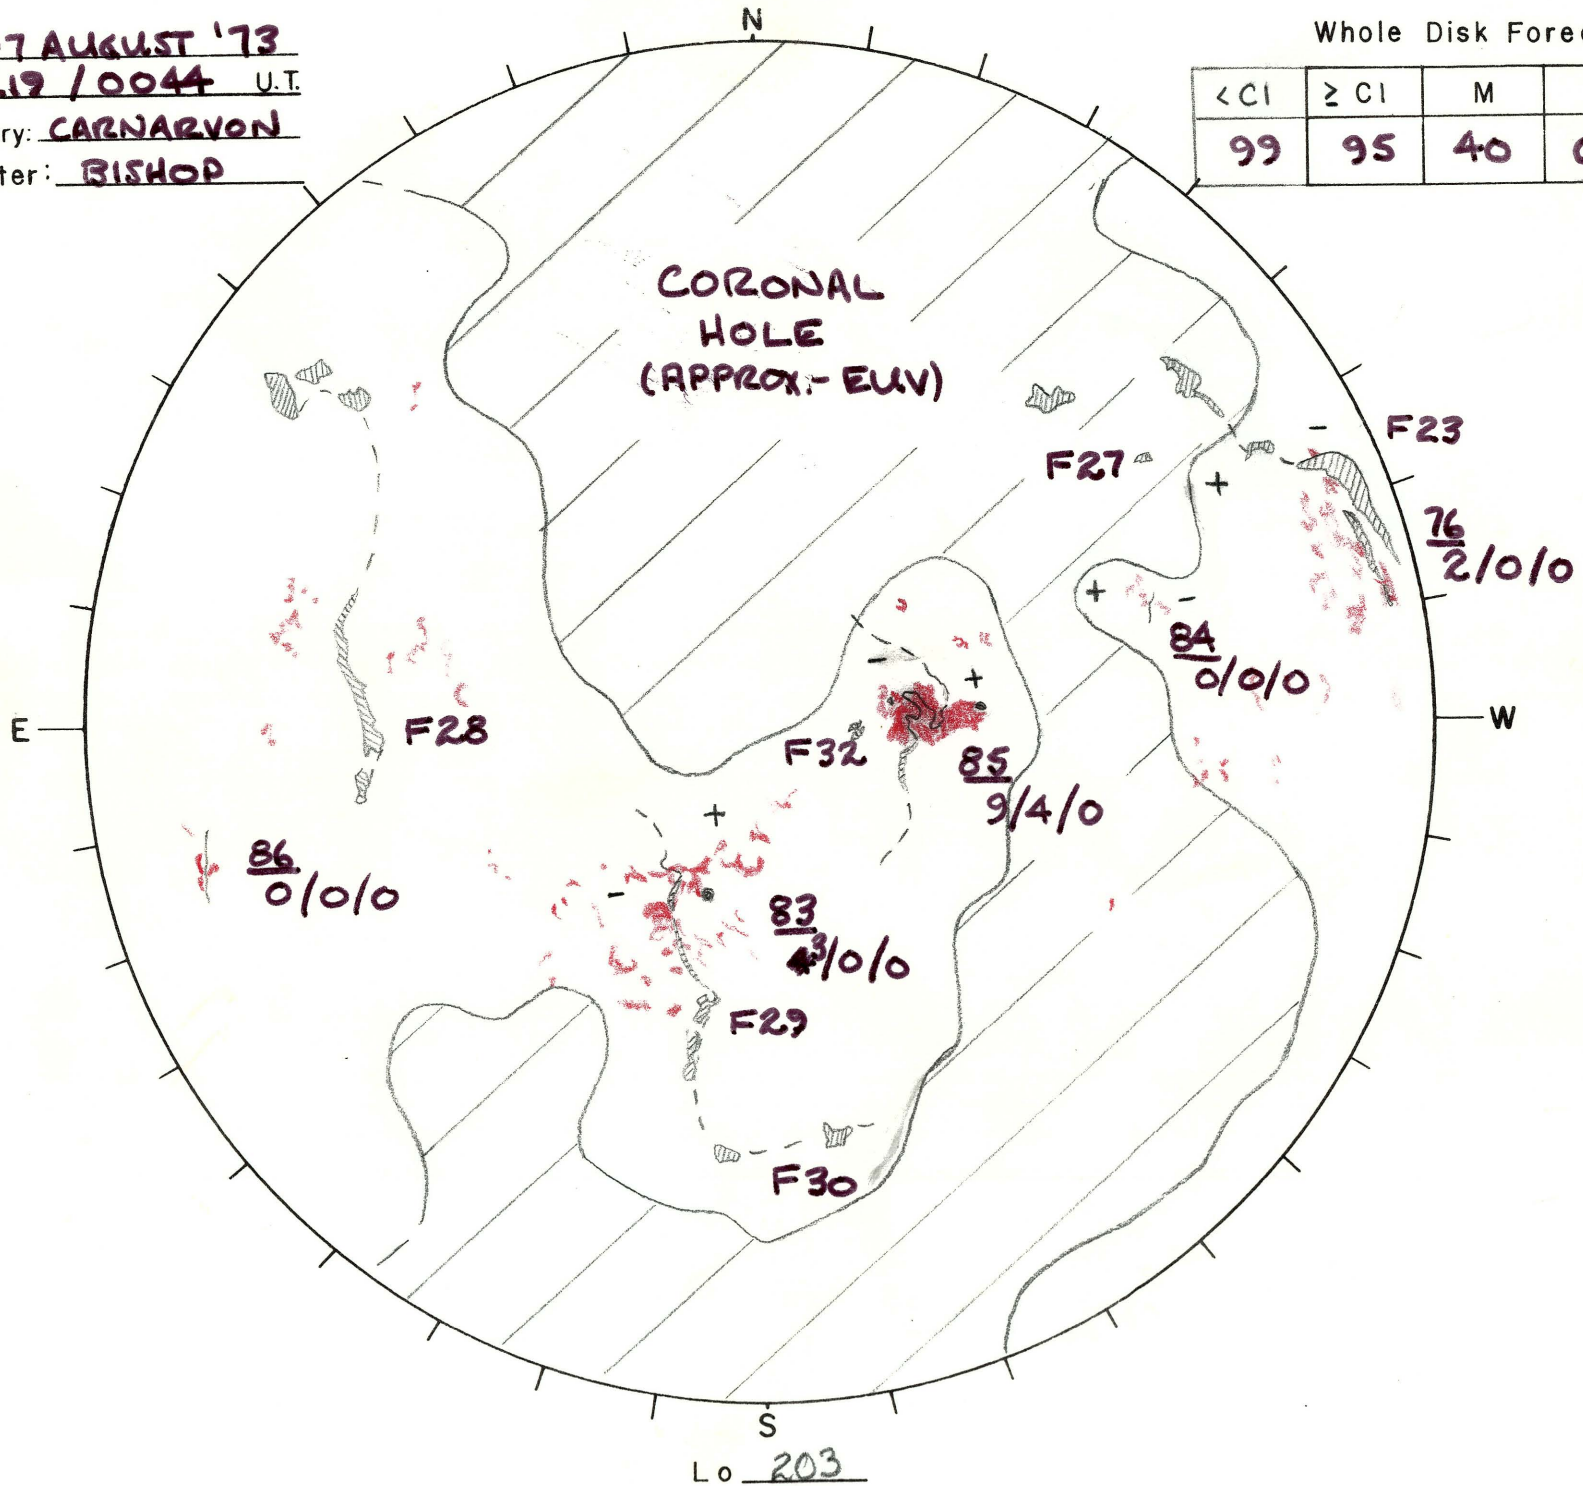 7 AUGUST '73
19 / 0044 U.T.
ry: CARNARVON
ter: BISHOP
N
Whole Disk Fore
< C1 ≥ C1 M
99 95 40
CORONAL
HOLE
(APPROX.- EUV)
- F23
F27
+
76
2/0/0
+ -
84
0/0/0
- +
E
W
F28
F32
85
9/4/0
+
86
0/0/0
-
83
3/0/0
F29
F30
S
Lo 203